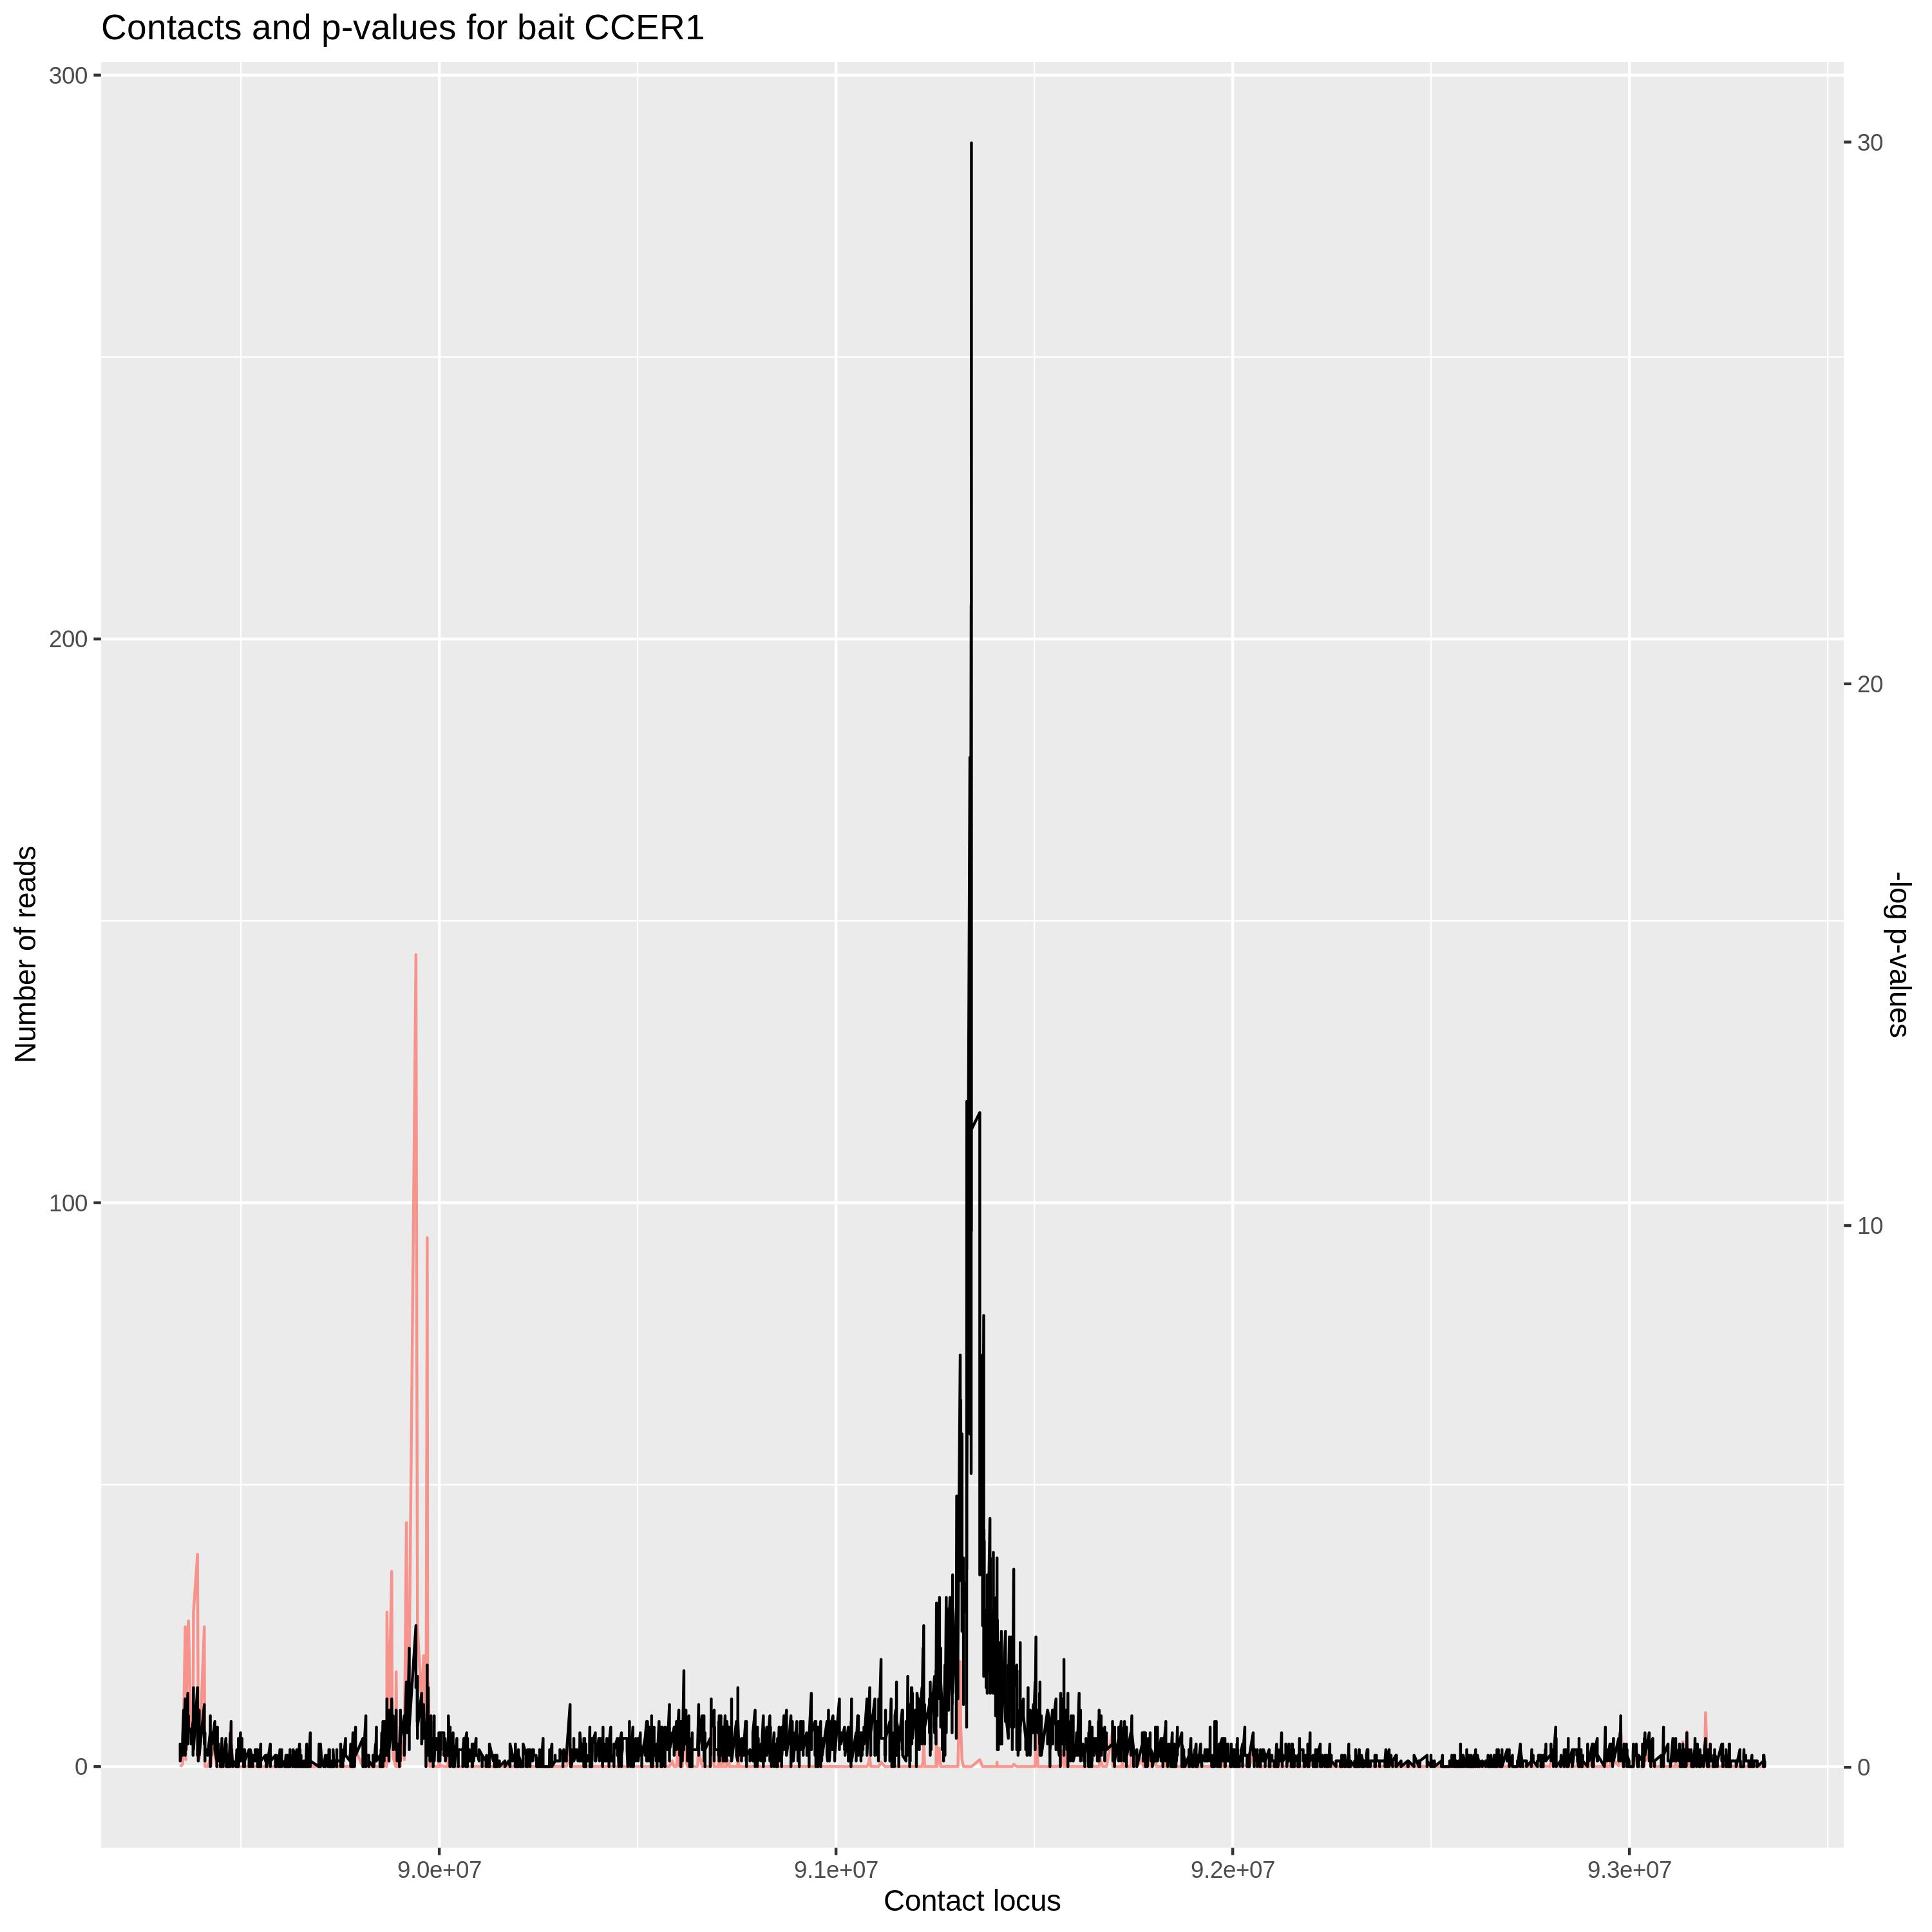 Contacts and p-values for bait CCER1
300
200
100
0
Number of reads
30
20
10
0
-log p-values
9.0e+07
9.1e+07
9.2e+07
9.3e+07
Contact locus